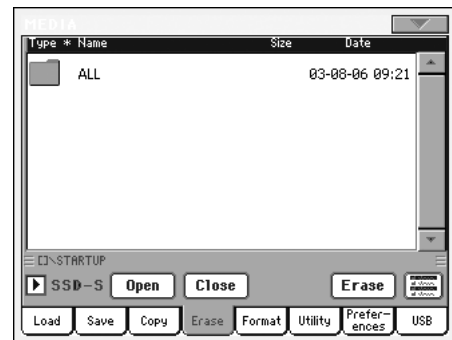 MEDIA
Type * Name Size Date
ALL 03-08-06 09:21
[]\STARTUP
SSD-S Open Close Erase
Load Save Copy Erase Format Utility Prefer-ences USB